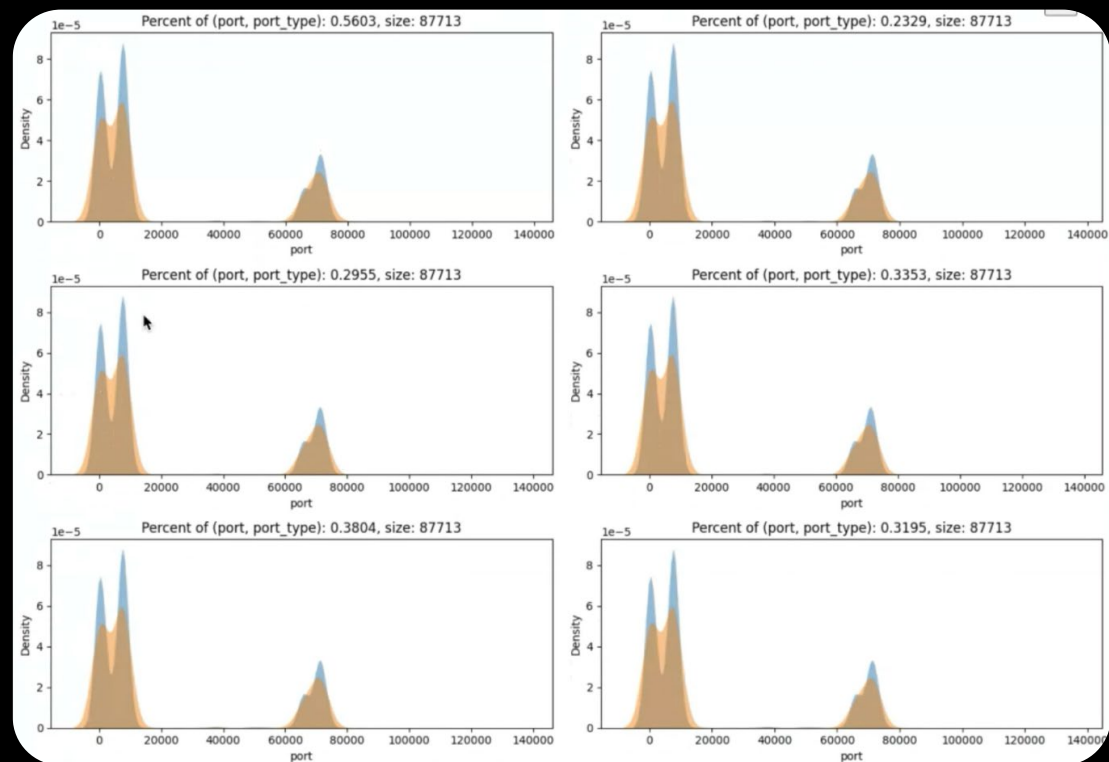 Percent of (port, port_type): 0.5603, size: 87713
1e−5
8
6
4
2
0
Density
0 20000 40000 60000 80000 100000 120000 140000
port
Percent of (port, port_type): 0.2329, size: 87713
1e−5
8
6
4
2
0
Density
0 20000 40000 60000 80000 100000 120000 140000
port
Percent of (port, port_type): 0.2955, size: 87713
1e−5
8
6
4
2
0
Density
0 20000 40000 60000 80000 100000 120000 140000
port
Percent of (port, port_type): 0.3353, size: 87713
1e−5
8
6
4
2
0
Density
0 20000 40000 60000 80000 100000 120000 140000
port
Percent of (port, port_type): 0.3804, size: 87713
1e−5
8
6
4
2
0
Density
0 20000 40000 60000 80000 100000 120000 140000
port
Percent of (port, port_type): 0.3195, size: 87713
1e−5
8
6
4
2
0
Density
0 20000 40000 60000 80000 100000 120000 140000
port